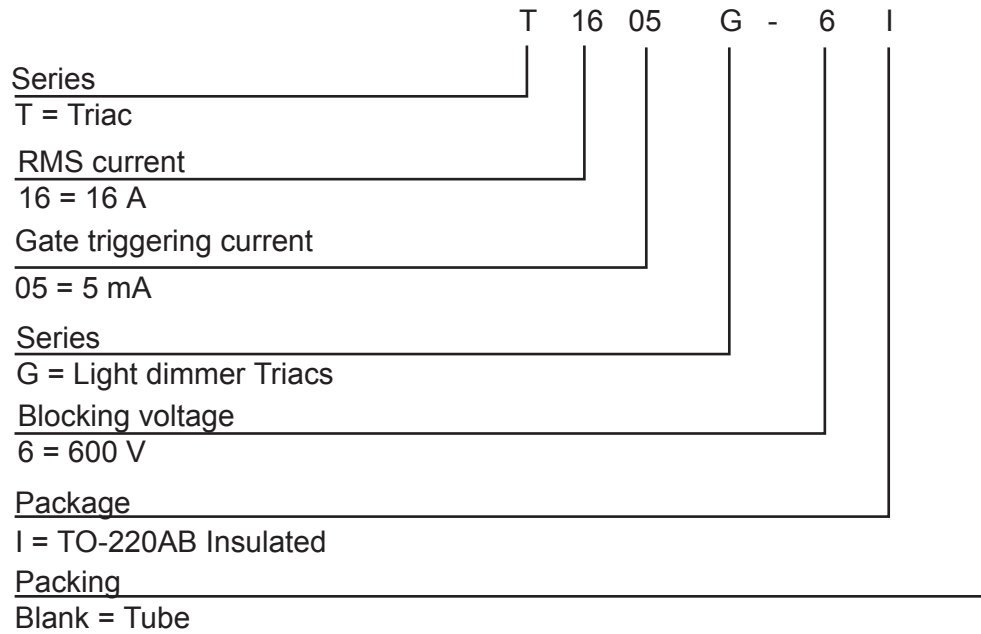 T 16 05 G - 6 I
Series
T = Triac
RMS current
16 = 16 A
Gate triggering current
05 = 5 mA
Series
G = Light dimmer Triacs
Blocking voltage
6 = 600 V
Package
I = TO-220AB Insulated
Packing
Blank = Tube